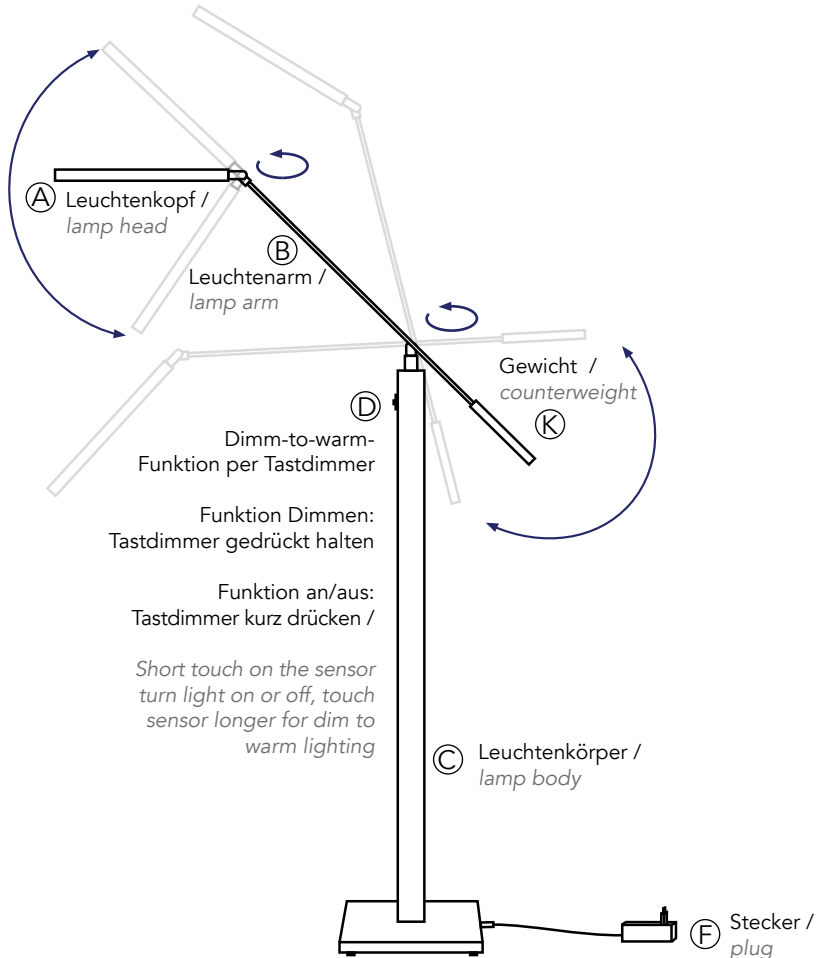 A
Leuchtenkopf /
lamp head
B
Leuchtenarm /
lamp arm
Gewicht /
counterweight
K
D
Dimm-to-warm-
Funktion per Tastdimmer
Funktion Dimmen:
Tastdimmer gedrückt halten
Funktion an/aus:
Tastdimmer kurz drücken /
Short touch on the sensor
turn light on or off, touch
sensor longer for dim to
warm lighting
C
Leuchtenkörper /
lamp body
F
Stecker /
plug